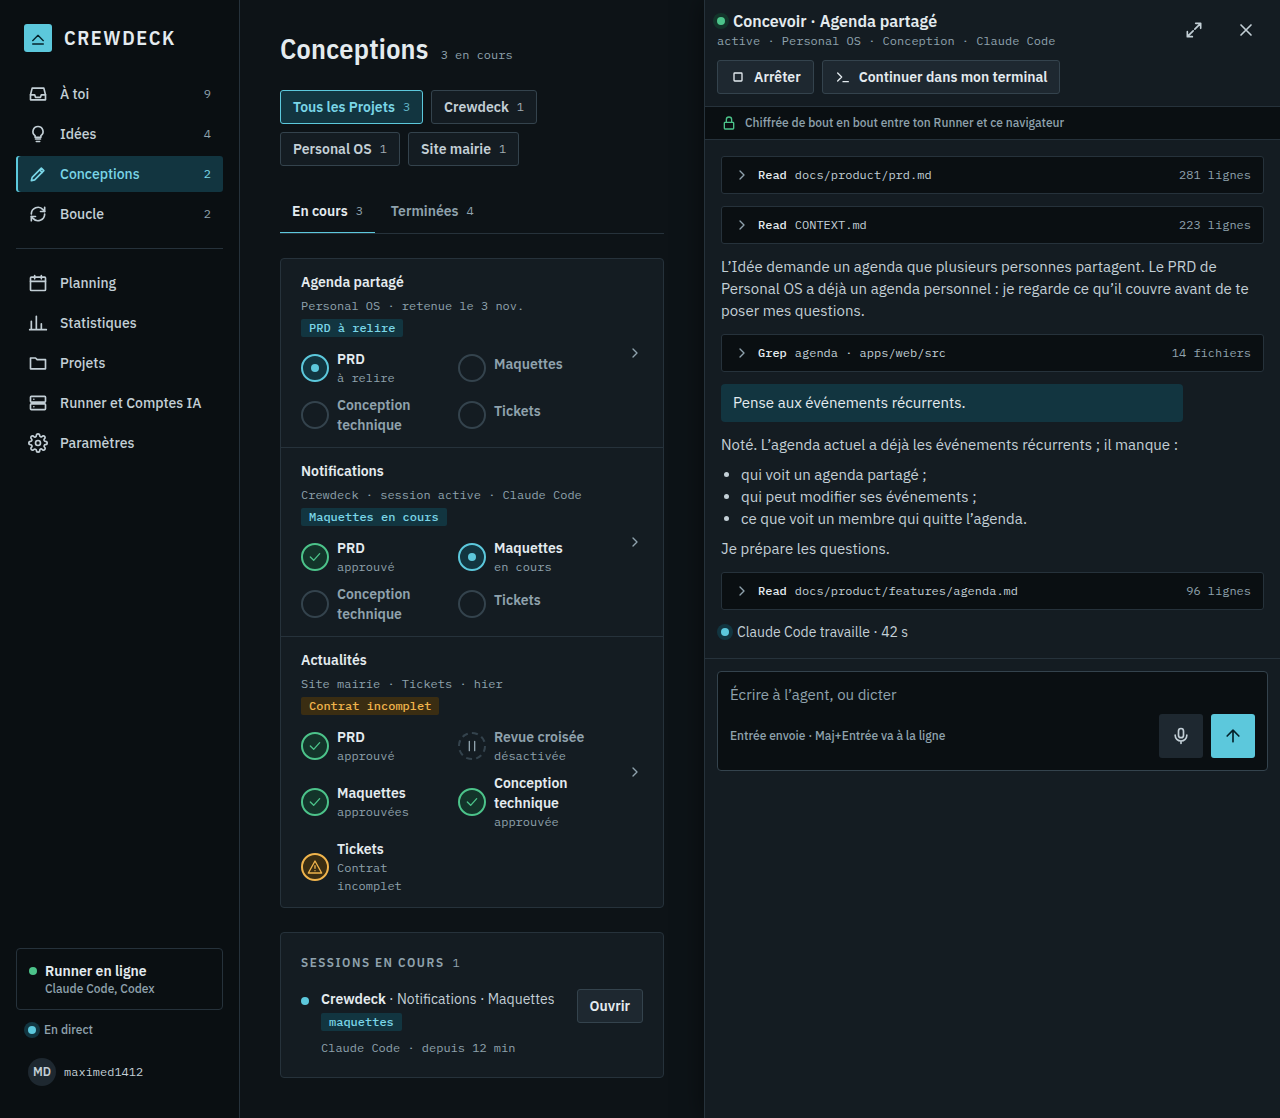 CREWDECK
À toi 9
Idées 4
Conceptions 2
Boucle 2
Planning
Statistiques
Projets
Runner et Comptes IA
Paramètres
Runner en ligne
Claude Code, Codex
En direct
MD maximed1412
Conceptions 3 en cours
Tous les Projets 3 Crewdeck 1
Personal OS 1 Site mairie 1
En cours 3 Terminées 4
Agenda partagé
Personal OS · retenue le 3 nov.
PRD à relire
PRD
à relire
Maquettes
Conception
technique
Tickets
Notifications
Crewdeck · session active · Claude Code
Maquettes en cours
PRD
approuvé
Maquettes
en cours
Conception
technique
Tickets
Actualités
Site mairie · Tickets · hier
Contrat incomplet
PRD
approuvé
Revue croisée
désactivée
Maquettes
approuvées
Conception
technique
approuvée
Tickets
Contrat
incomplet
SESSIONS EN COURS 1
Crewdeck · Notifications · Maquettes
maquettes
Claude Code · depuis 12 min
Ouvrir
Concevoir · Agenda partagé
active · Personal OS · Conception · Claude Code
Arrêter Continuer dans mon terminal
Chiffrée de bout en bout entre ton Runner et ce navigateur
Read docs/product/prd.md 281 lignes
Read CONTEXT.md 223 lignes
L’Idée demande un agenda que plusieurs personnes partagent. Le PRD de
Personal OS a déjà un agenda personnel : je regarde ce qu’il couvre avant de te
poser mes questions.
Grep agenda · apps/web/src 14 fichiers
Pense aux événements récurrents.
Noté. L’agenda actuel a déjà les événements récurrents ; il manque :
• qui voit un agenda partagé ;
• qui peut modifier ses événements ;
• ce que voit un membre qui quitte l’agenda.
Je prépare les questions.
Read docs/product/features/agenda.md 96 lignes
Claude Code travaille · 42 s
Écrire à l’agent, ou dicter
Entrée envoie · Maj+Entrée va à la ligne